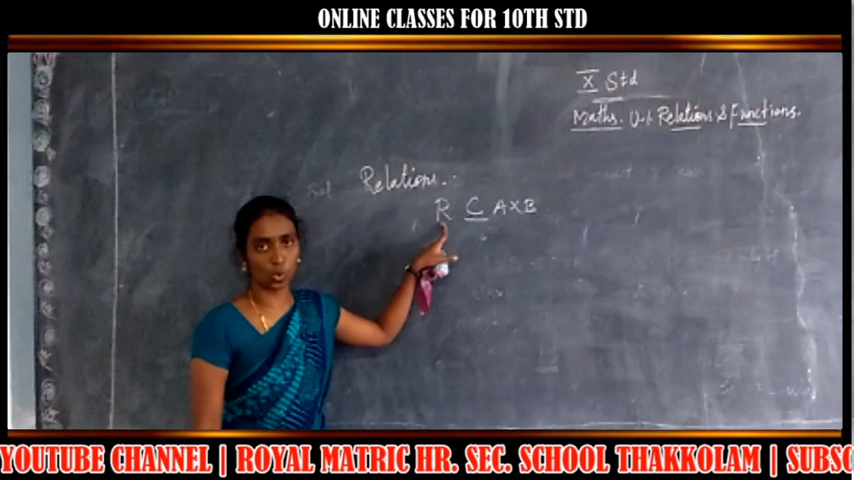 ONLINE CLASSES FOR 10TH STD
X Std
Maths. U-1 Relations & Functions.
Relations:
R ⊆ A×B
YOUTUBE CHANNEL | ROYAL MATRIC HR. SEC. SCHOOL THAKKOLAM | SUBSC